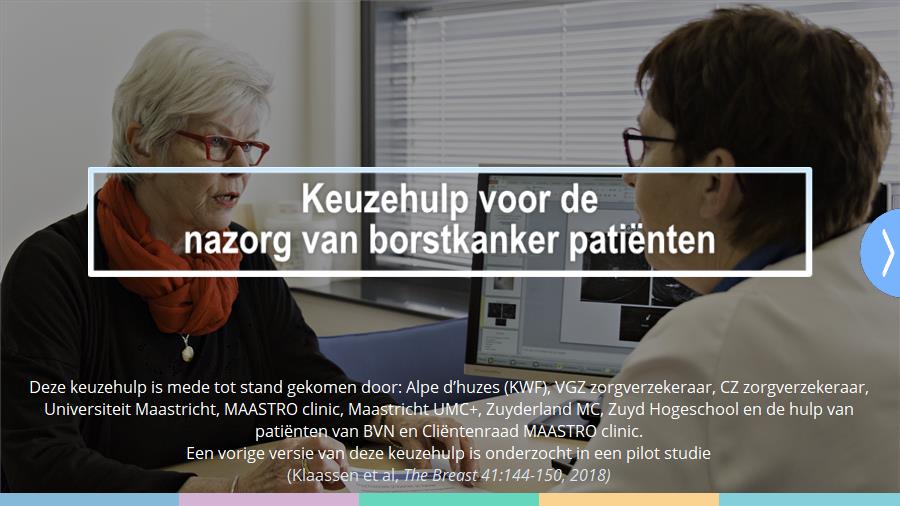 Keuzehulp voor de
nazorg van borstkanker patiënten
Deze keuzehulp is mede tot stand gekomen door: Alpe d’huzes (KWF), VGZ zorgverzekeraar, CZ zorgverzekeraar,
Universiteit Maastricht, MAASTRO clinic, Maastricht UMC+, Zuyderland MC, Zuyd Hogeschool en de hulp van
patiënten van BVN en Cliëntenraad MAASTRO clinic.
Een vorige versie van deze keuzehulp is onderzocht in een pilot studie
(Klaassen et al, The Breast 41:144-150, 2018)